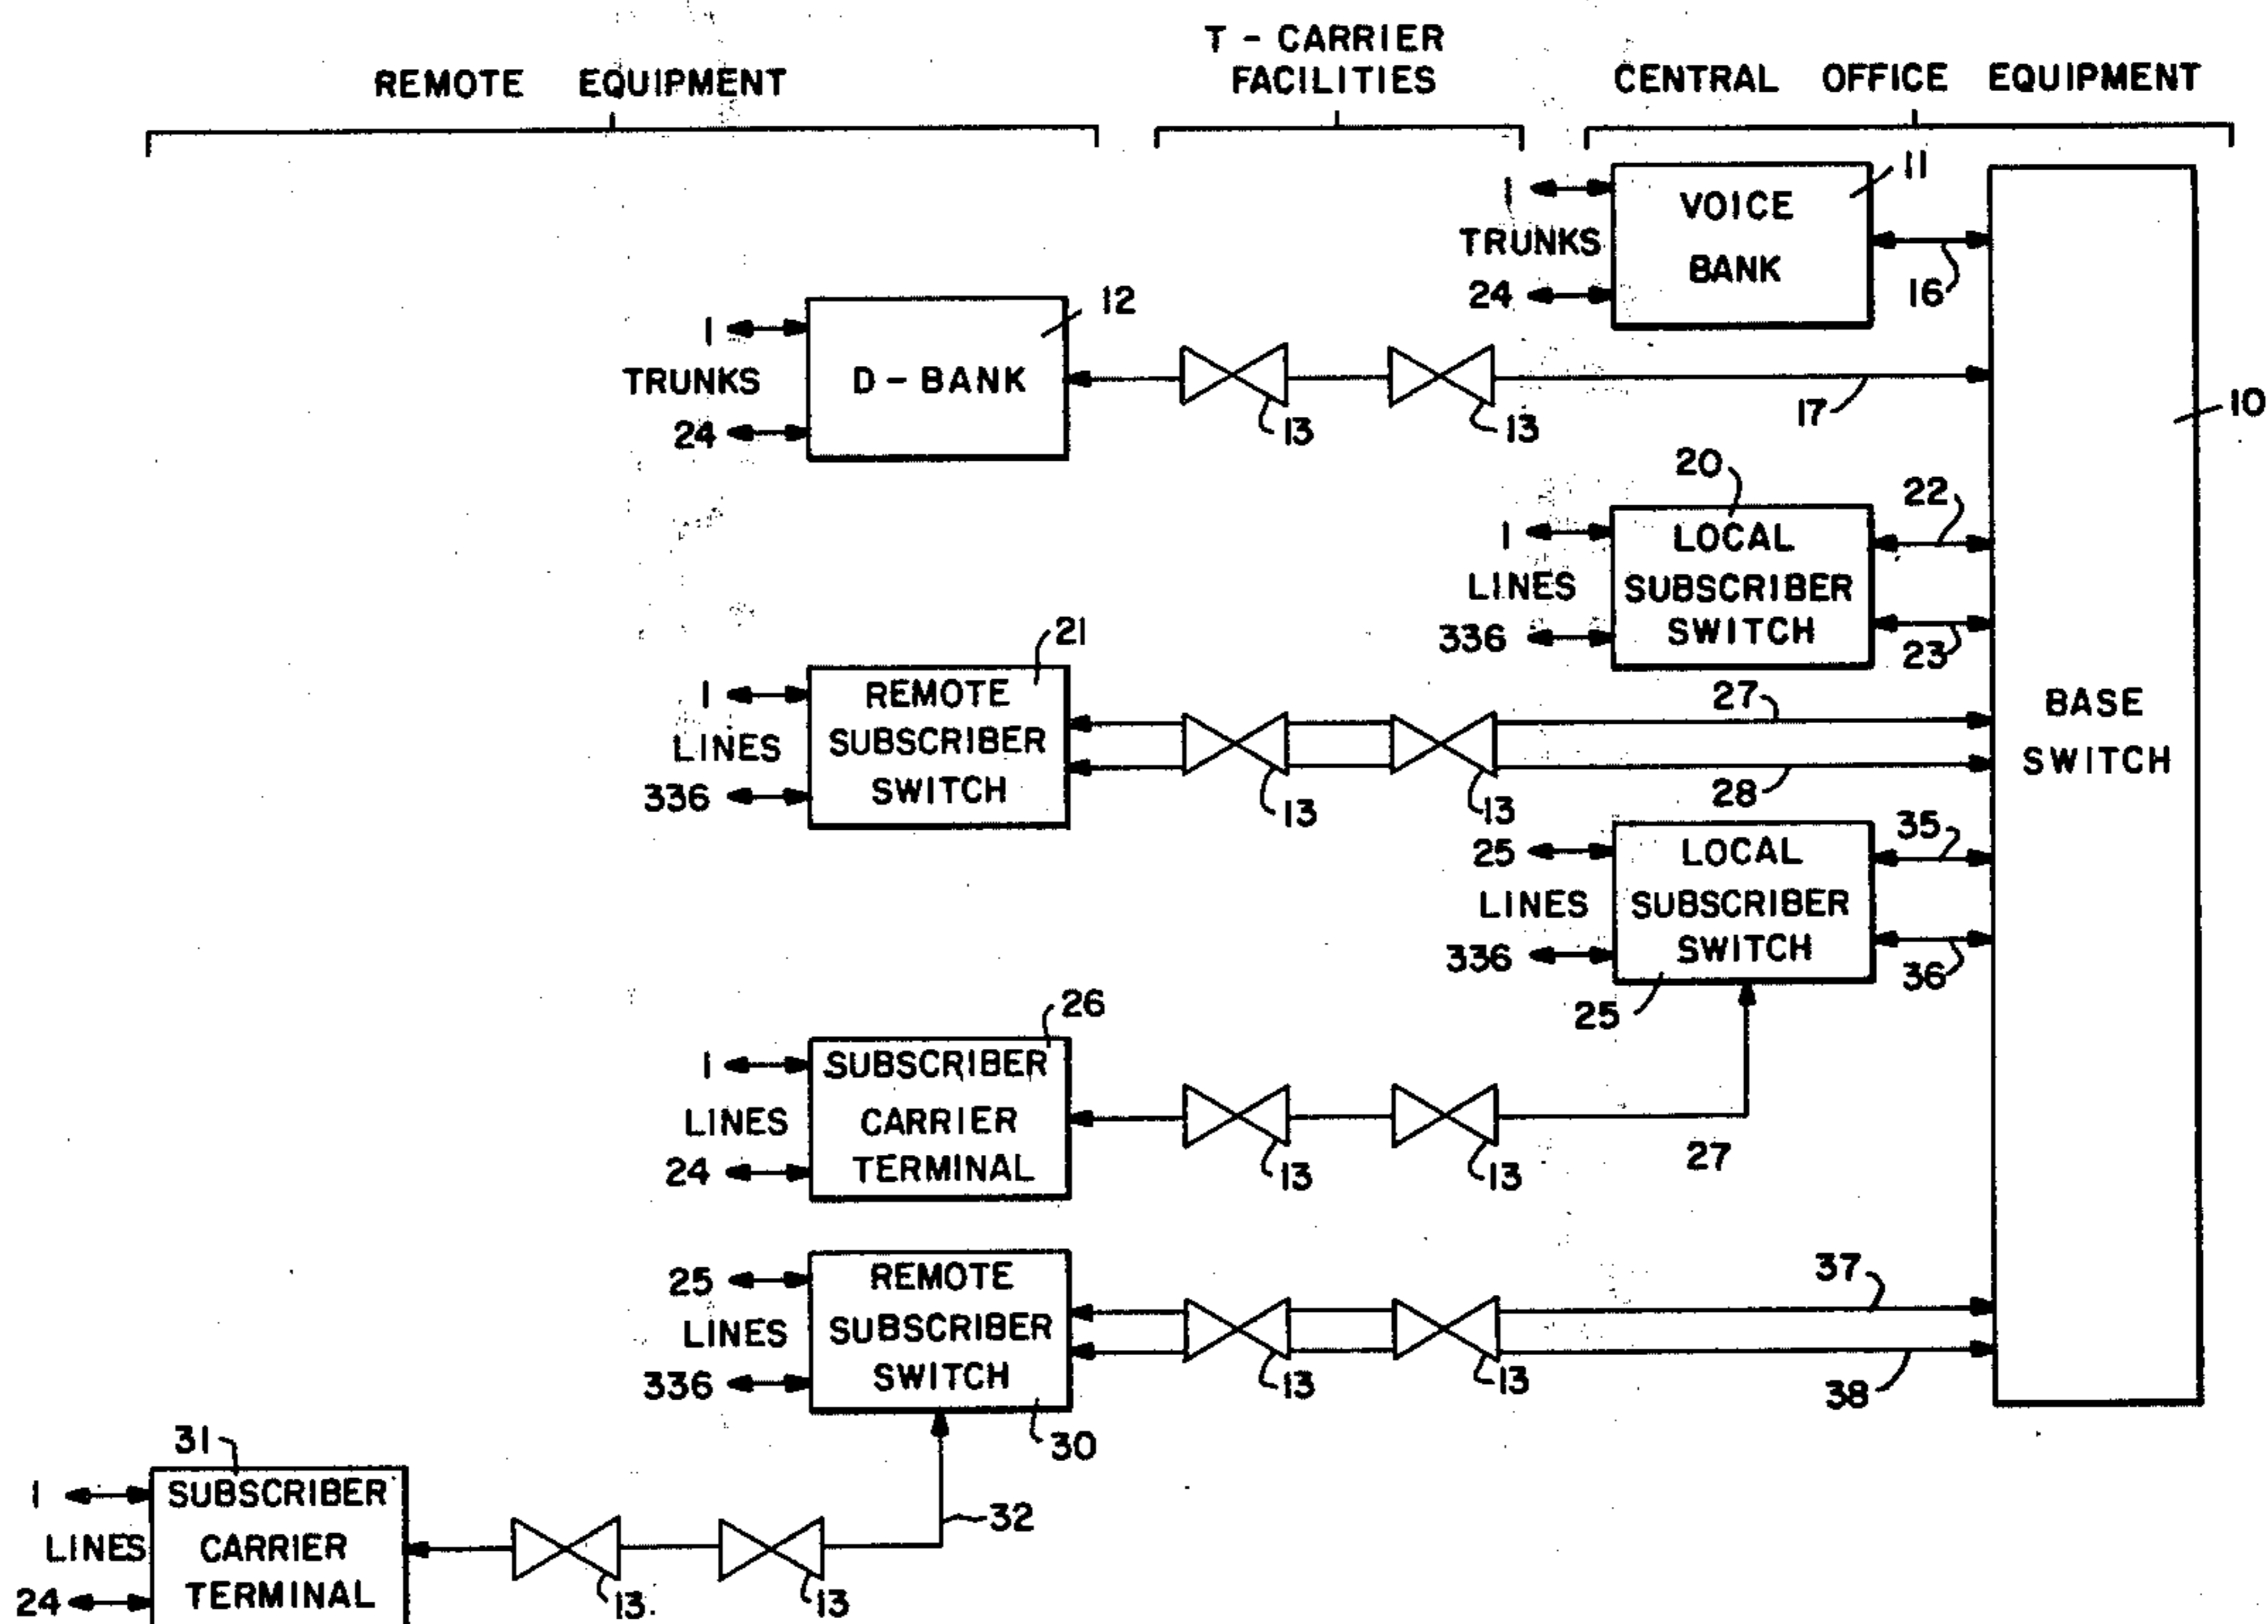 REMOTE EQUIPMENT
T - CARRIER
FACILITIES
CENTRAL OFFICE EQUIPMENT
1
TRUNKS
24
VOICE
BANK
11
16
10
1
TRUNKS
24
D - BANK
12
13
13
17
1
LINES
336
20
LOCAL
SUBSCRIBER
SWITCH
22
23
BASE
SWITCH
1
LINES
336
21
REMOTE
SUBSCRIBER
SWITCH
13
13
27
28
25
LINES
336
LOCAL
SUBSCRIBER
SWITCH
25
35
36
1
LINES
24
26
SUBSCRIBER
CARRIER
TERMINAL
13
13
27
25
LINES
336
REMOTE
SUBSCRIBER
SWITCH
30
13
13
37
38
31
1
LINES
24
SUBSCRIBER
CARRIER
TERMINAL
13
13
32